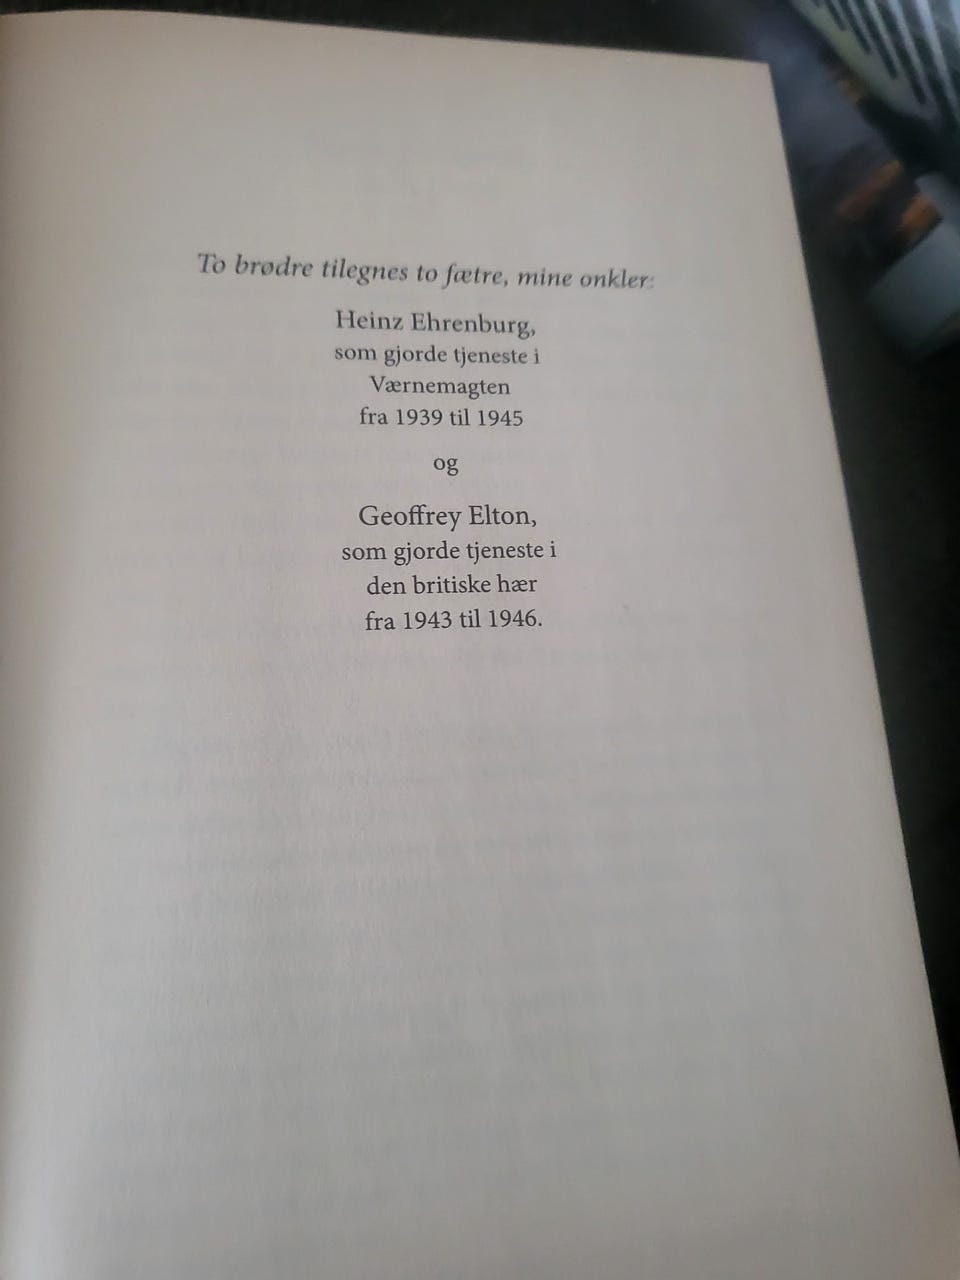 To brødre tilegnes to fætre, mine onkler:
Heinz Ehrenburg,
som gjorde tjeneste i
Værnemagten
fra 1939 til 1945
og
Geoffrey Elton,
som gjorde tjeneste i
den britiske hær
fra 1943 til 1946.